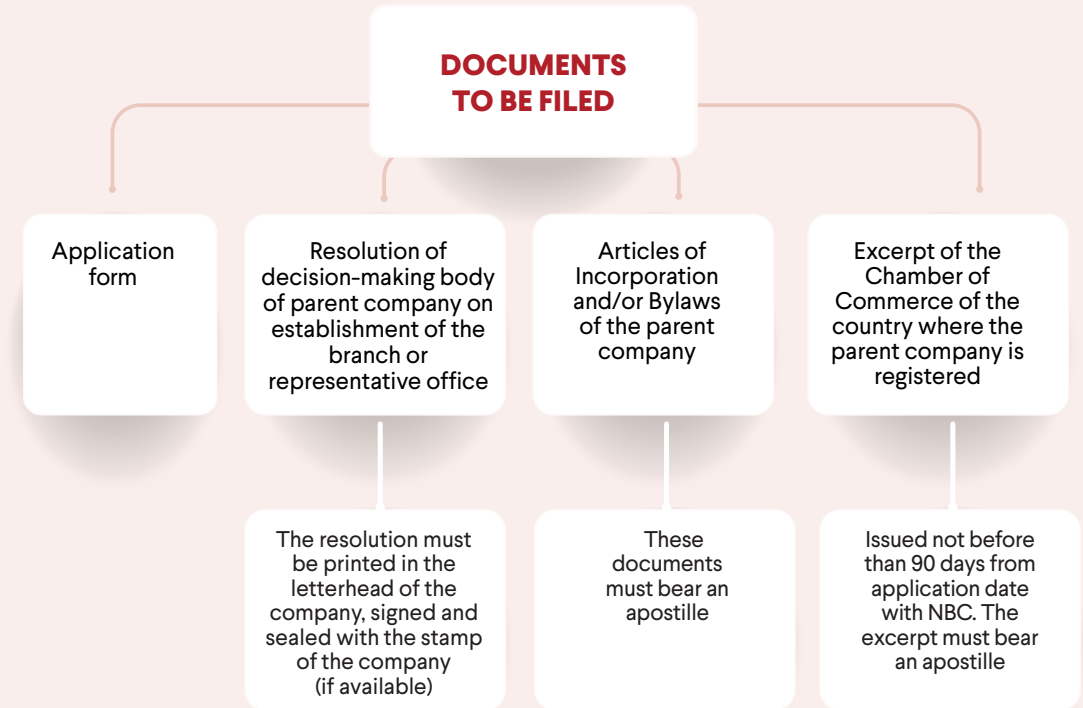 DOCUMENTS
TO BE FILED
Application
form
Resolution of
decision-making body
of parent company on
establishment of the
branch or
representative office
Articles of
Incorporation
and/or Bylaws
of the parent
company
Excerpt of the
Chamber of
Commerce of the
country where the
parent company is
registered
The resolution must
be printed in the
letterhead of the
company, signed and
sealed with the stamp
of the company
(if available)
These
documents
must bear an
apostille
Issued not before
than 90 days from
application date
with NBC. The
excerpt must bear
an apostille